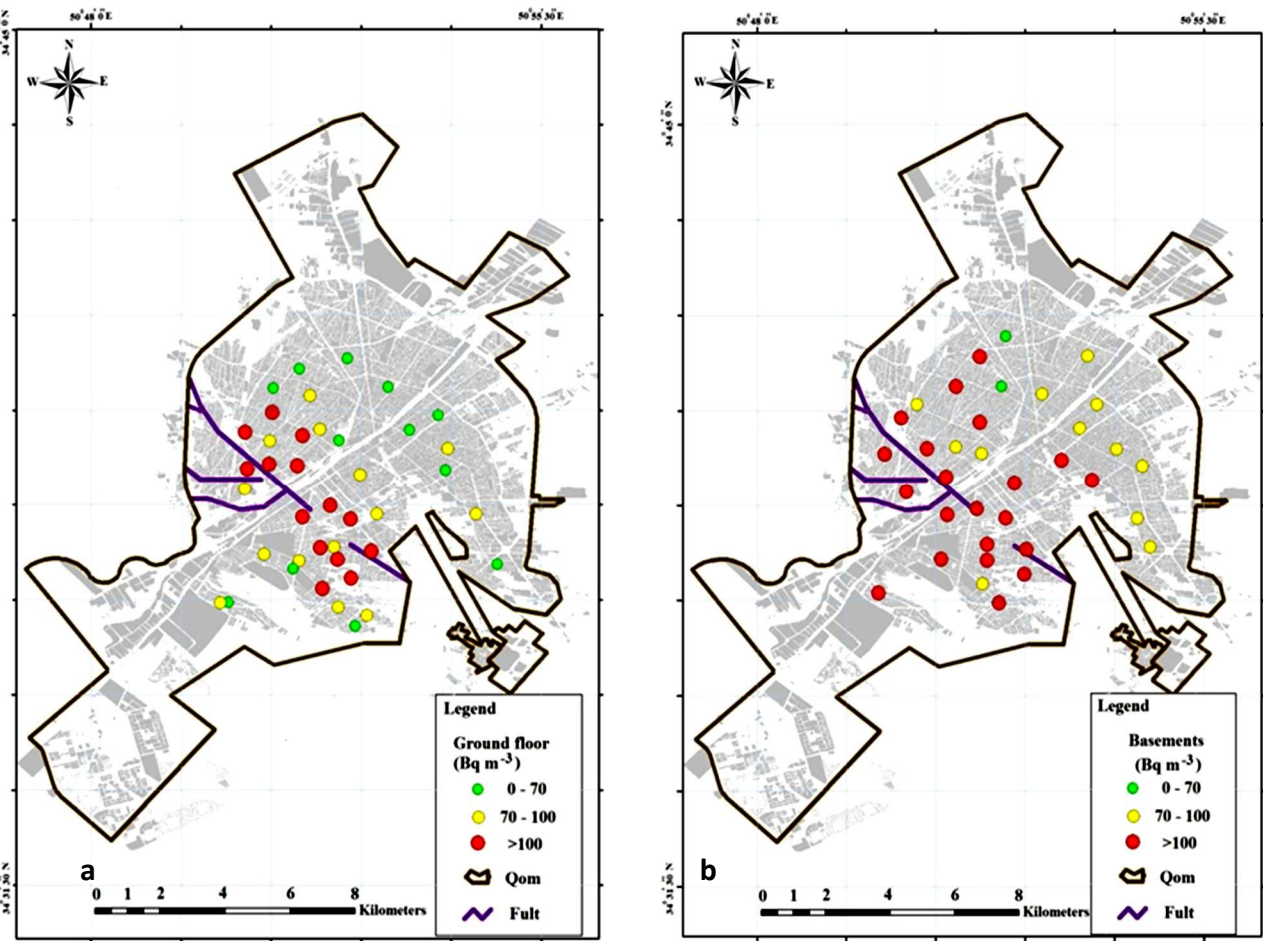 50°48'0"E
50°55'30"E
50°48'0"E
50°55'30"E
34°45'0"N
34°45'0"N
N
W
E
S
N
W
E
S
Legend
Ground floor
(Bq m-3)
0 - 70
70 - 100
>100
Qom
Fult
Legend
Basements
(Bq m-3)
0 - 70
70 - 100
>100
Qom
Fult
a
0 1 2 4 6 8
Kilometers
b
0 1 2 4 6 8
Kilometers
34°31'30"N
34°31'30"N